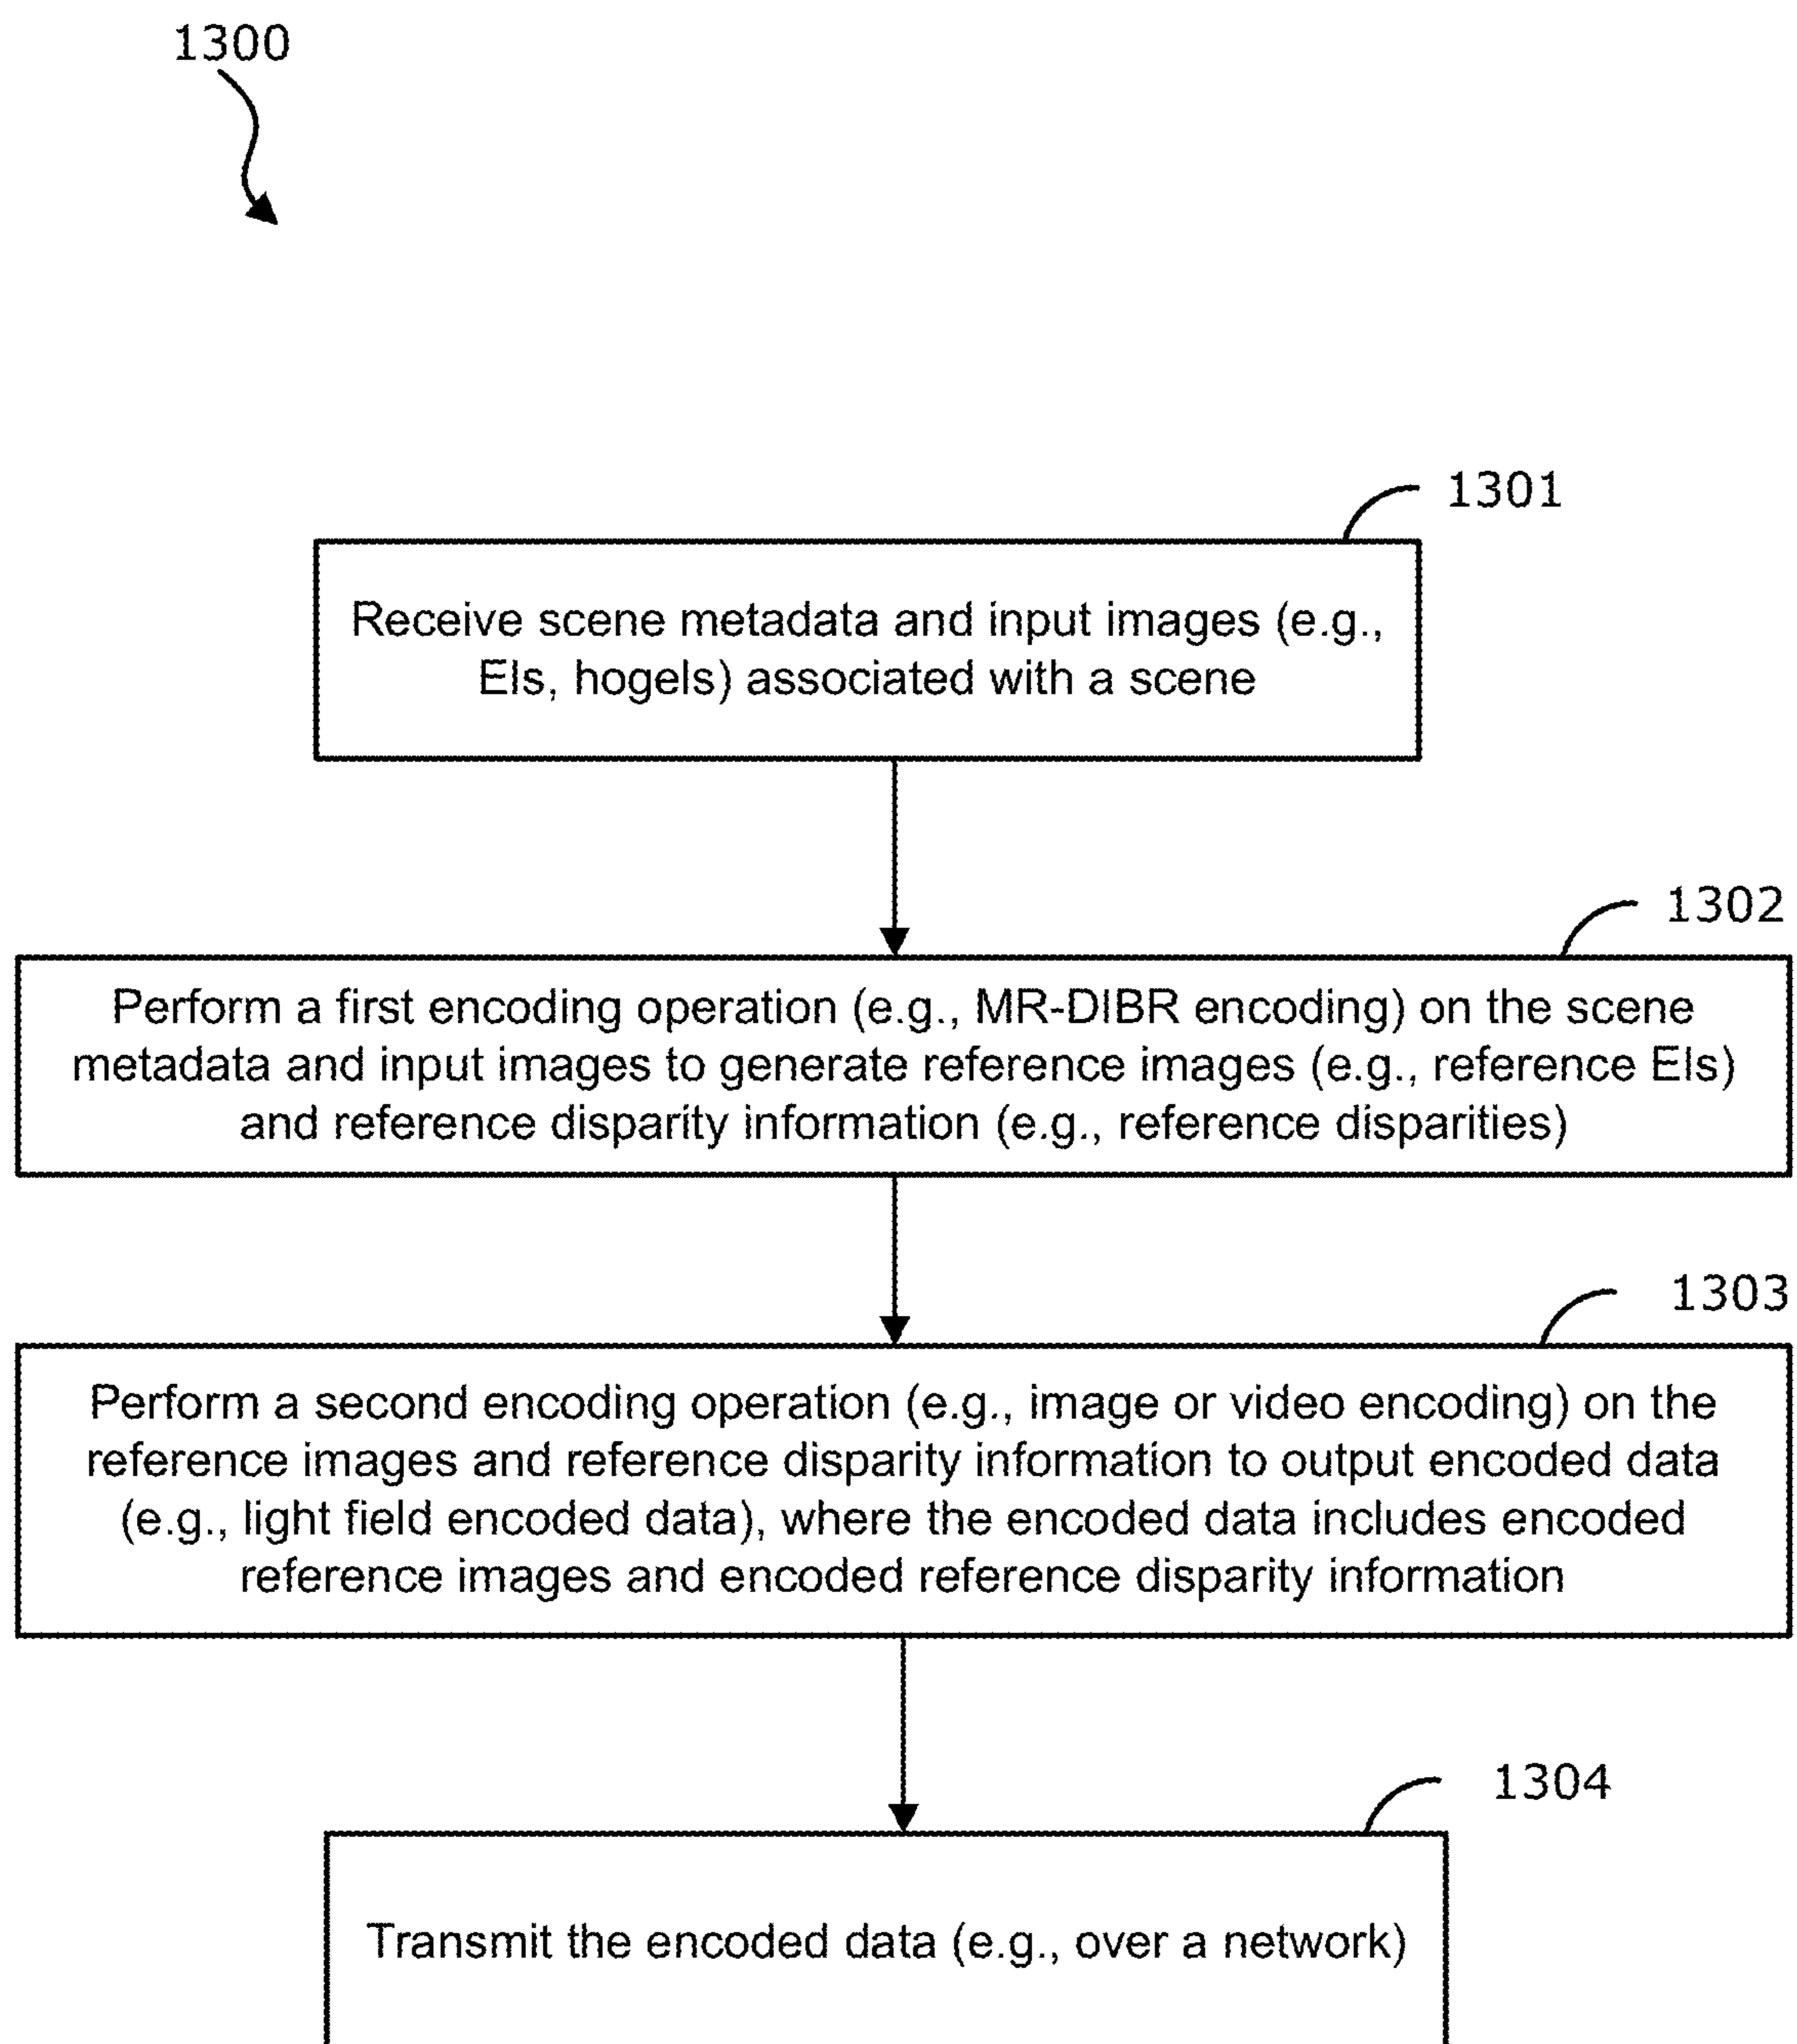 1300
1301
Receive scene metadata and input images (e.g.,
EIs, hogels) associated with a scene
1302
Perform a first encoding operation (e.g., MR-DIBR encoding) on the scene
metadata and input images to generate reference images (e.g., reference EIs)
and reference disparity information (e.g., reference disparities)
1303
Perform a second encoding operation (e.g., image or video encoding) on the
reference images and reference disparity information to output encoded data
(e.g., light field encoded data), where the encoded data includes encoded
reference images and encoded reference disparity information
1304
Transmit the encoded data (e.g., over a network)